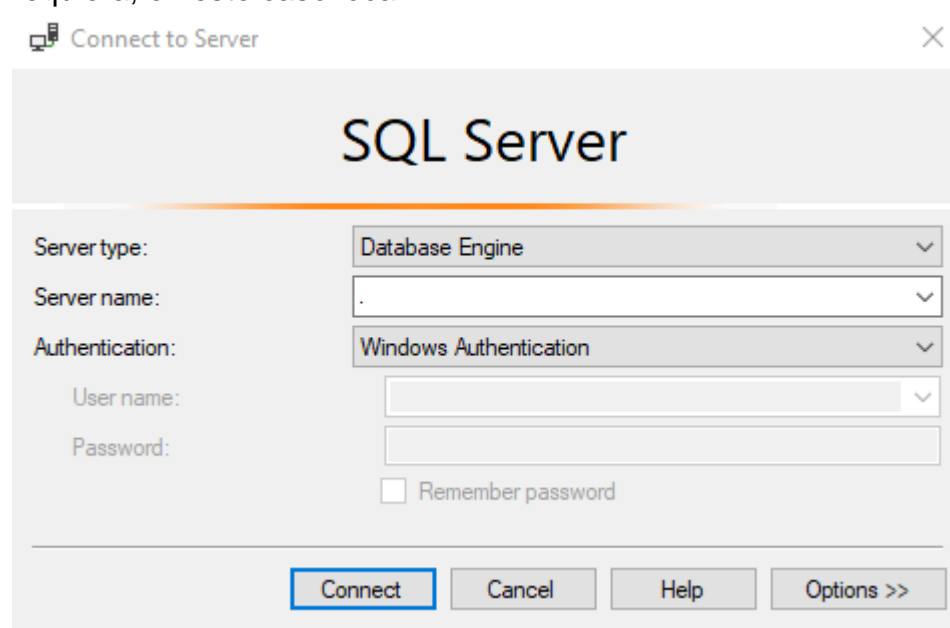 Connect to Server
SQL Server
Server type: Database Engine
Server name: .
Authentication: Windows Authentication
User name:
Password:
Remember password
Connect Cancel Help Options >>